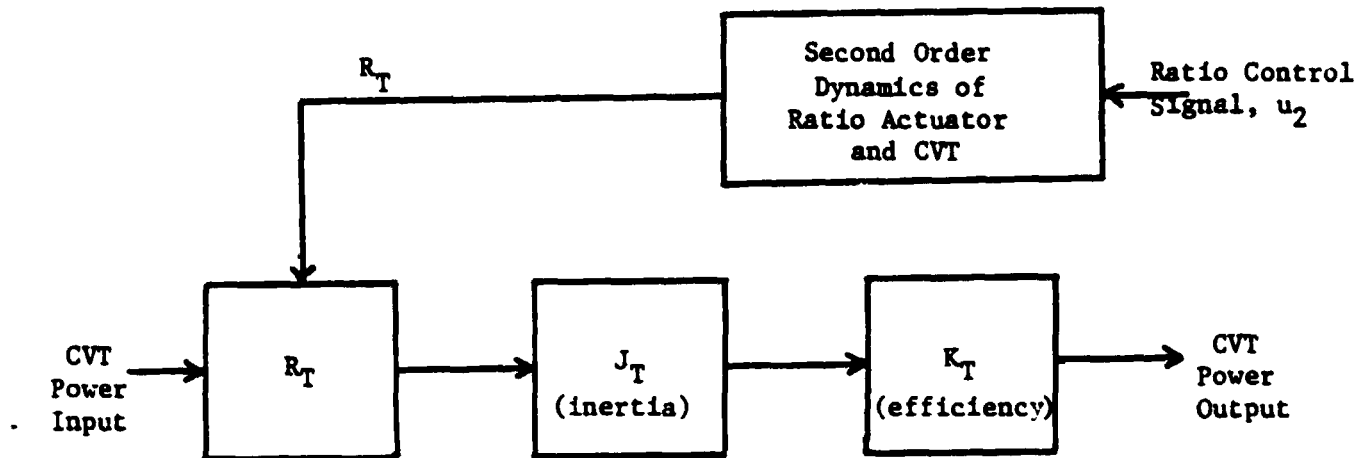 Second Order
Dynamics of
Ratio Actuator
and CVT
R_T
Ratio Control
Signal, u_2
CVT
Power
Input
R_T
J_T
(inertia)
K_T
(efficiency)
CVT
Power
Output